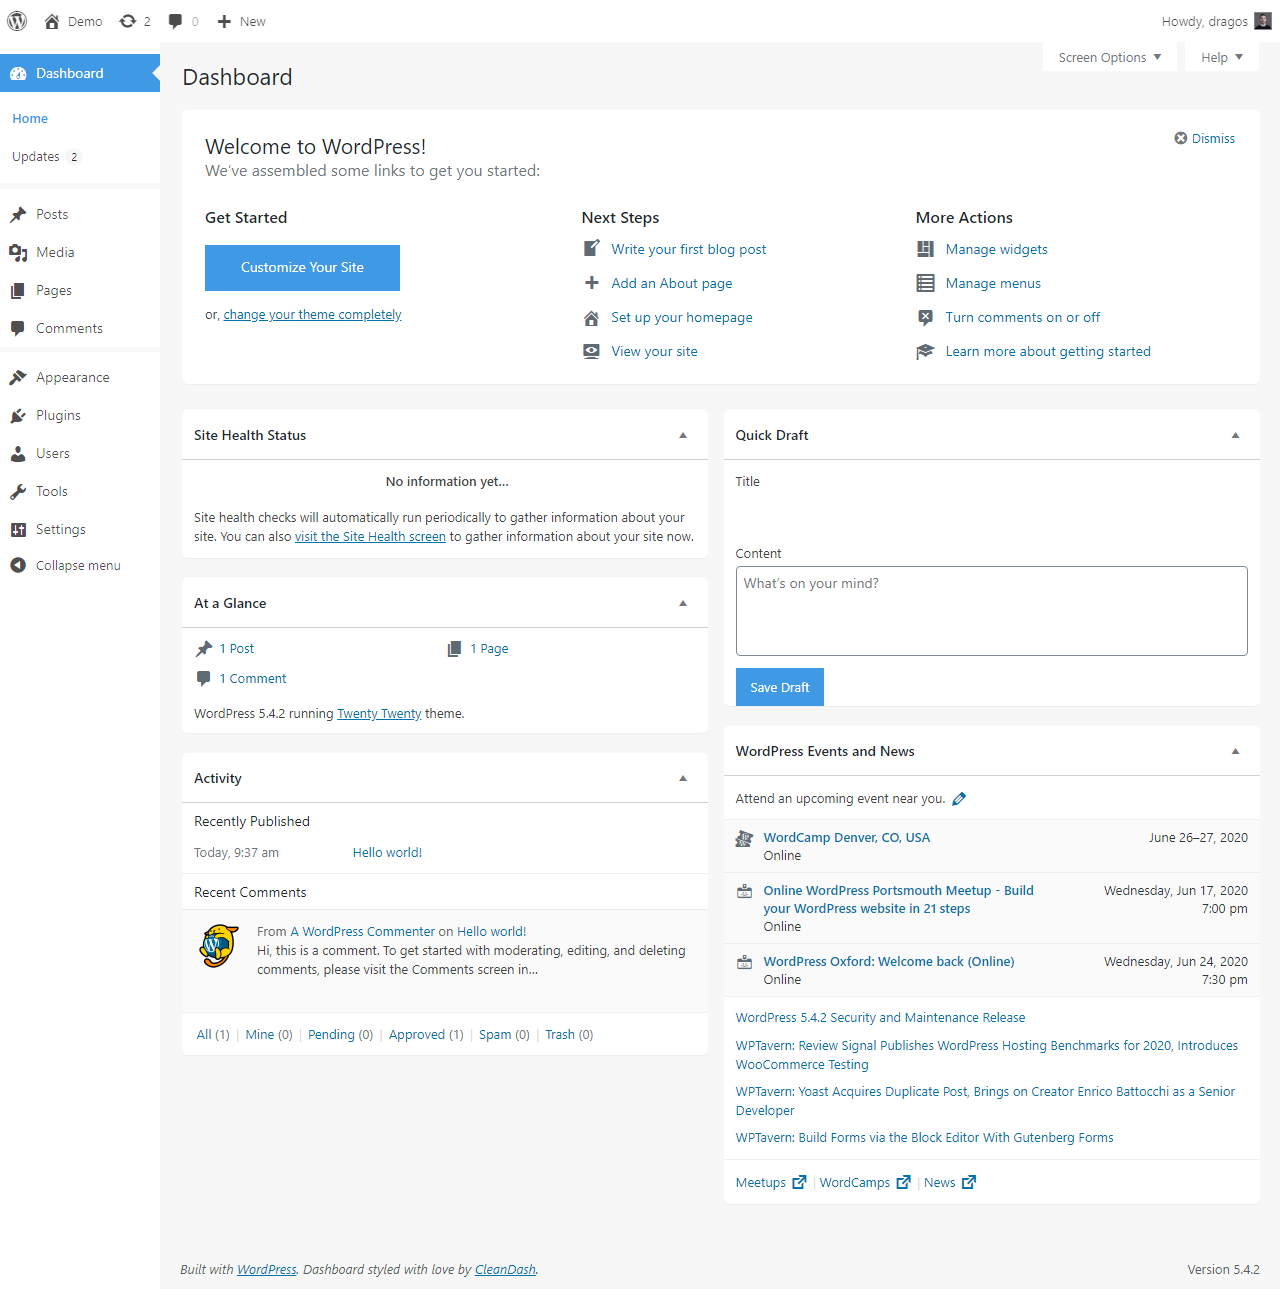 Demo 2 0 New Howdy, dragos
Screen Options Help
Dashboard
Home
Updates 2
Posts
Media
Pages
Comments
Appearance
Plugins
Users
Tools
Settings
Collapse menu
Dashboard
Welcome to WordPress!
We've assembled some links to get you started:
Dismiss
Get Started
Customize Your Site
or, change your theme completely
Next Steps
Write your first blog post
Add an About page
Set up your homepage
View your site
More Actions
Manage widgets
Manage menus
Turn comments on or off
Learn more about getting started
Site Health Status
No information yet…
Site health checks will automatically run periodically to gather information about your
site. You can also visit the Site Health screen to gather information about your site now.
At a Glance
1 Post 1 Page
1 Comment
WordPress 5.4.2 running Twenty Twenty theme.
Activity
Recently Published
Today, 9:37 am Hello world!
Recent Comments
From A WordPress Commenter on Hello world!
Hi, this is a comment. To get started with moderating, editing, and deleting
comments, please visit the Comments screen in…
All (1) | Mine (0) | Pending (0) | Approved (1) | Spam (0) | Trash (0)
Quick Draft
Title
Content
What's on your mind?
Save Draft
WordPress Events and News
Attend an upcoming event near you.
WordCamp Denver, CO, USA June 26–27, 2020
Online
Online WordPress Portsmouth Meetup - Build Wednesday, Jun 17, 2020
your WordPress website in 21 steps 7:00 pm
Online
WordPress Oxford: Welcome back (Online) Wednesday, Jun 24, 2020
Online 7:30 pm
WordPress 5.4.2 Security and Maintenance Release
WPTavern: Review Signal Publishes WordPress Hosting Benchmarks for 2020, Introduces
WooCommerce Testing
WPTavern: Yoast Acquires Duplicate Post, Brings on Creator Enrico Battocchi as a Senior
Developer
WPTavern: Build Forms via the Block Editor With Gutenberg Forms
Meetups | WordCamps | News
Built with WordPress. Dashboard styled with love by CleanDash. Version 5.4.2